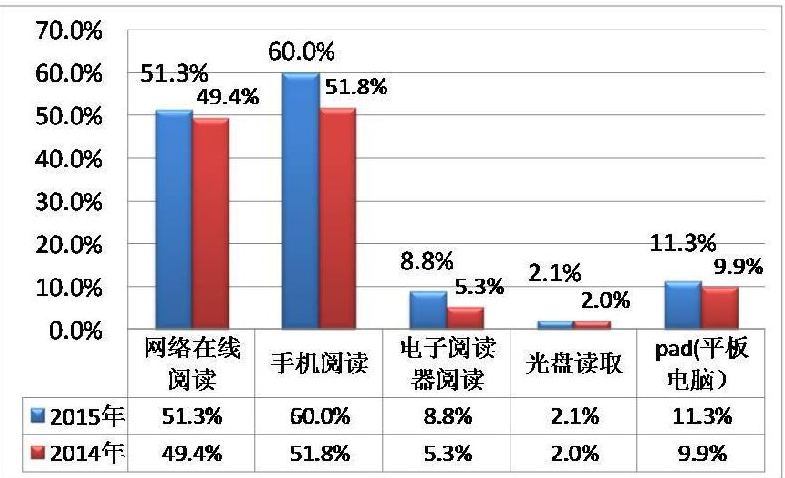 70.0%
60.0%
50.0%
40.0%
30.0%
20.0%
10.0%
0.0%
51.3%
49.4%
60.0%
51.8%
8.8%
5.3%
2.1%
2.0%
11.3%
9.9%
网络在线
阅读
手机阅读
电子阅读
器阅读
光盘读取
pad(平板
电脑）
2015年 51.3% 60.0% 8.8% 2.1% 11.3%
2014年 49.4% 51.8% 5.3% 2.0% 9.9%